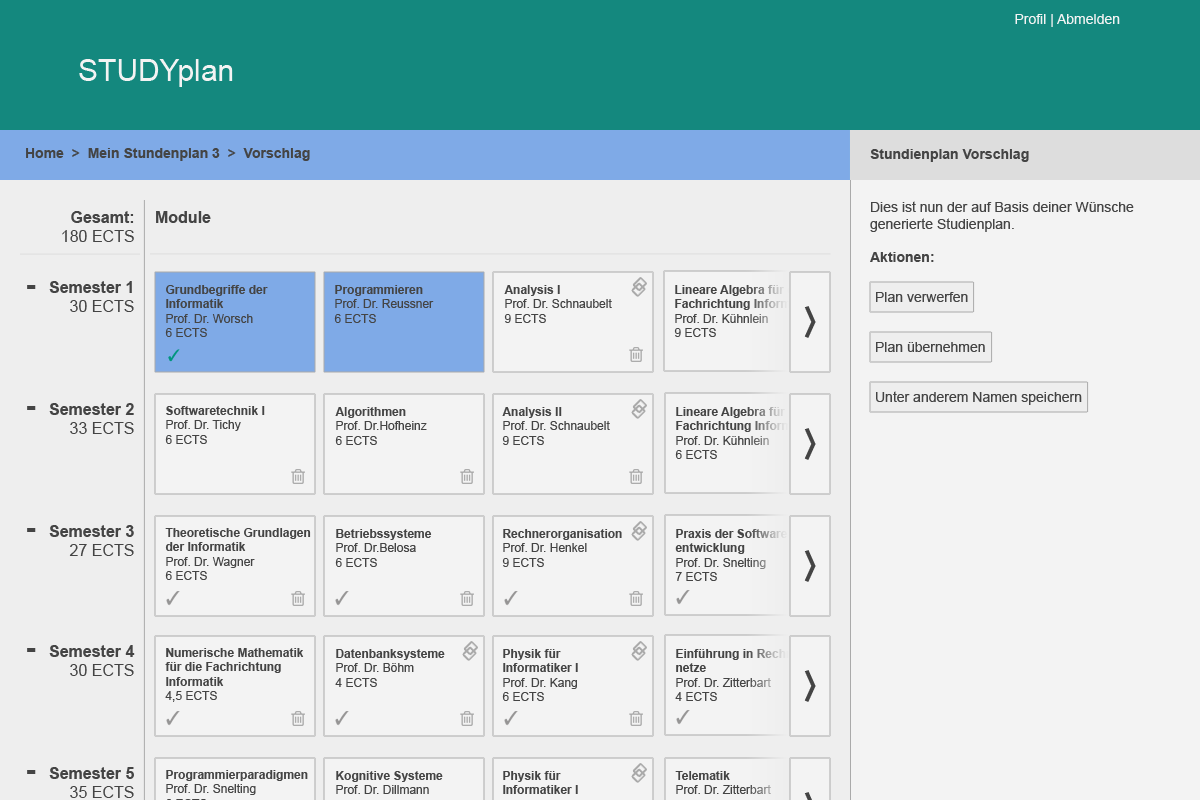 Profil | Abmelden
STUDYplan
Home > Mein Stundenplan 3 > Vorschlag
Stundienplan Vorschlag
Dies ist nun der auf Basis deiner Wünsche
generierte Studienplan.
Aktionen:
Plan verwerfen
Plan übernehmen
Unter anderem Namen speichern
Gesamt:
180 ECTS
Module
Semester 1
30 ECTS
Grundbegriffe der
Informatik
Prof. Dr. Worsch
6 ECTS
Programmieren
Prof. Dr. Reussner
6 ECTS
Analysis I
Prof. Dr. Schnaubelt
9 ECTS
Lineare Algebra für
Fachrichtung Inform
Prof. Dr. Kühnlein
9 ECTS
Semester 2
33 ECTS
Softwaretechnik I
Prof. Dr. Tichy
6 ECTS
Algorithmen
Prof. Dr.Hofheinz
6 ECTS
Analysis II
Prof. Dr. Schnaubelt
9 ECTS
Lineare Algebra für
Fachrichtung Inform
Prof. Dr. Kühnlein
6 ECTS
Semester 3
27 ECTS
Theoretische Grundlagen
der Informatik
Prof. Dr. Wagner
6 ECTS
Betriebssysteme
Prof. Dr.Belosa
6 ECTS
Rechnerorganisation
Prof. Dr. Henkel
9 ECTS
Praxis der Software
entwicklung
Prof. Dr. Snelting
7 ECTS
Semester 4
30 ECTS
Numerische Mathematik
für die Fachrichtung
Informatik
4,5 ECTS
Datenbanksysteme
Prof. Dr. Böhm
4 ECTS
Physik für
Informatiker I
Prof. Dr. Kang
6 ECTS
Einführung in Rech
netze
Prof. Dr. Zitterbart
4 ECTS
Semester 5
35 ECTS
Programmierparadigmen
Prof. Dr. Snelting
Kognitive Systeme
Prof. Dr. Dillmann
Physik für
Informatiker I
Telematik
Prof. Dr. Zitterbart